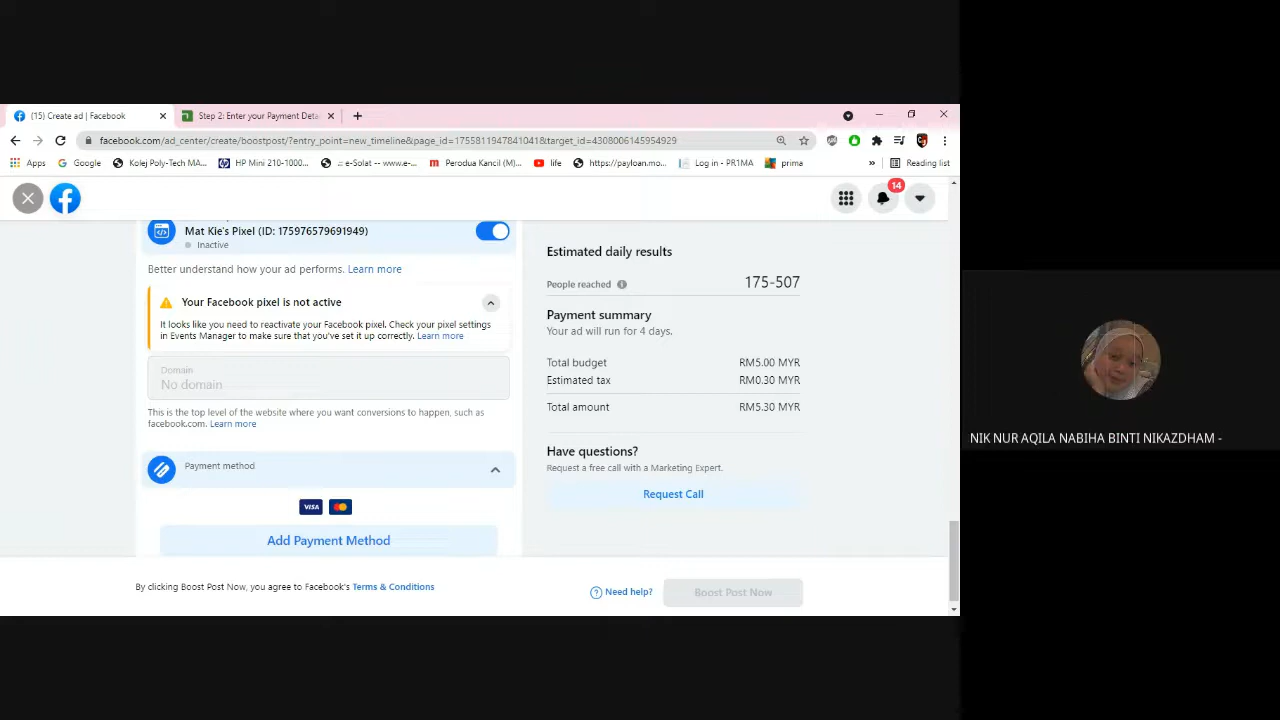 (15) Create ad | Facebook
Step 2: Enter your Payment Deta
facebook.com/ad_center/create/boostpost/?entry_point=new_timeline&page_id=175581194784104​1&target_id=4308006145954929
Apps
Google
Kolej Poly-Tech MA...
HP Mini 210-1000...
.:: e-Solat -- www.e-...
Perodua Kancil (M)...
life
https://payloan.mo...
Log in - PR1MA
prima
»
Reading list
14
Mat Kie's Pixel (ID: 175976579691949)
Inactive
Better understand how your ad performs. Learn more
Your Facebook pixel is not active
It looks like you need to reactivate your Facebook pixel. Check your pixel settings
in Events Manager to make sure that you've set it up correctly. Learn more
Domain
No domain
This is the top level of the website where you want conversions to happen, such as
facebook.com. Learn more
Payment method
VISA
Add Payment Method
Estimated daily results
People reached
175-507
Payment summary
Your ad will run for 4 days.
Total budget RM5.00 MYR
Estimated tax RM0.30 MYR
Total amount RM5.30 MYR
Have questions?
Request a free call with a Marketing Expert.
Request Call
By clicking Boost Post Now, you agree to Facebook's Terms & Conditions
Need help?
Boost Post Now
NIK NUR AQILA NABIHA BINTI NIKAZDHAM -